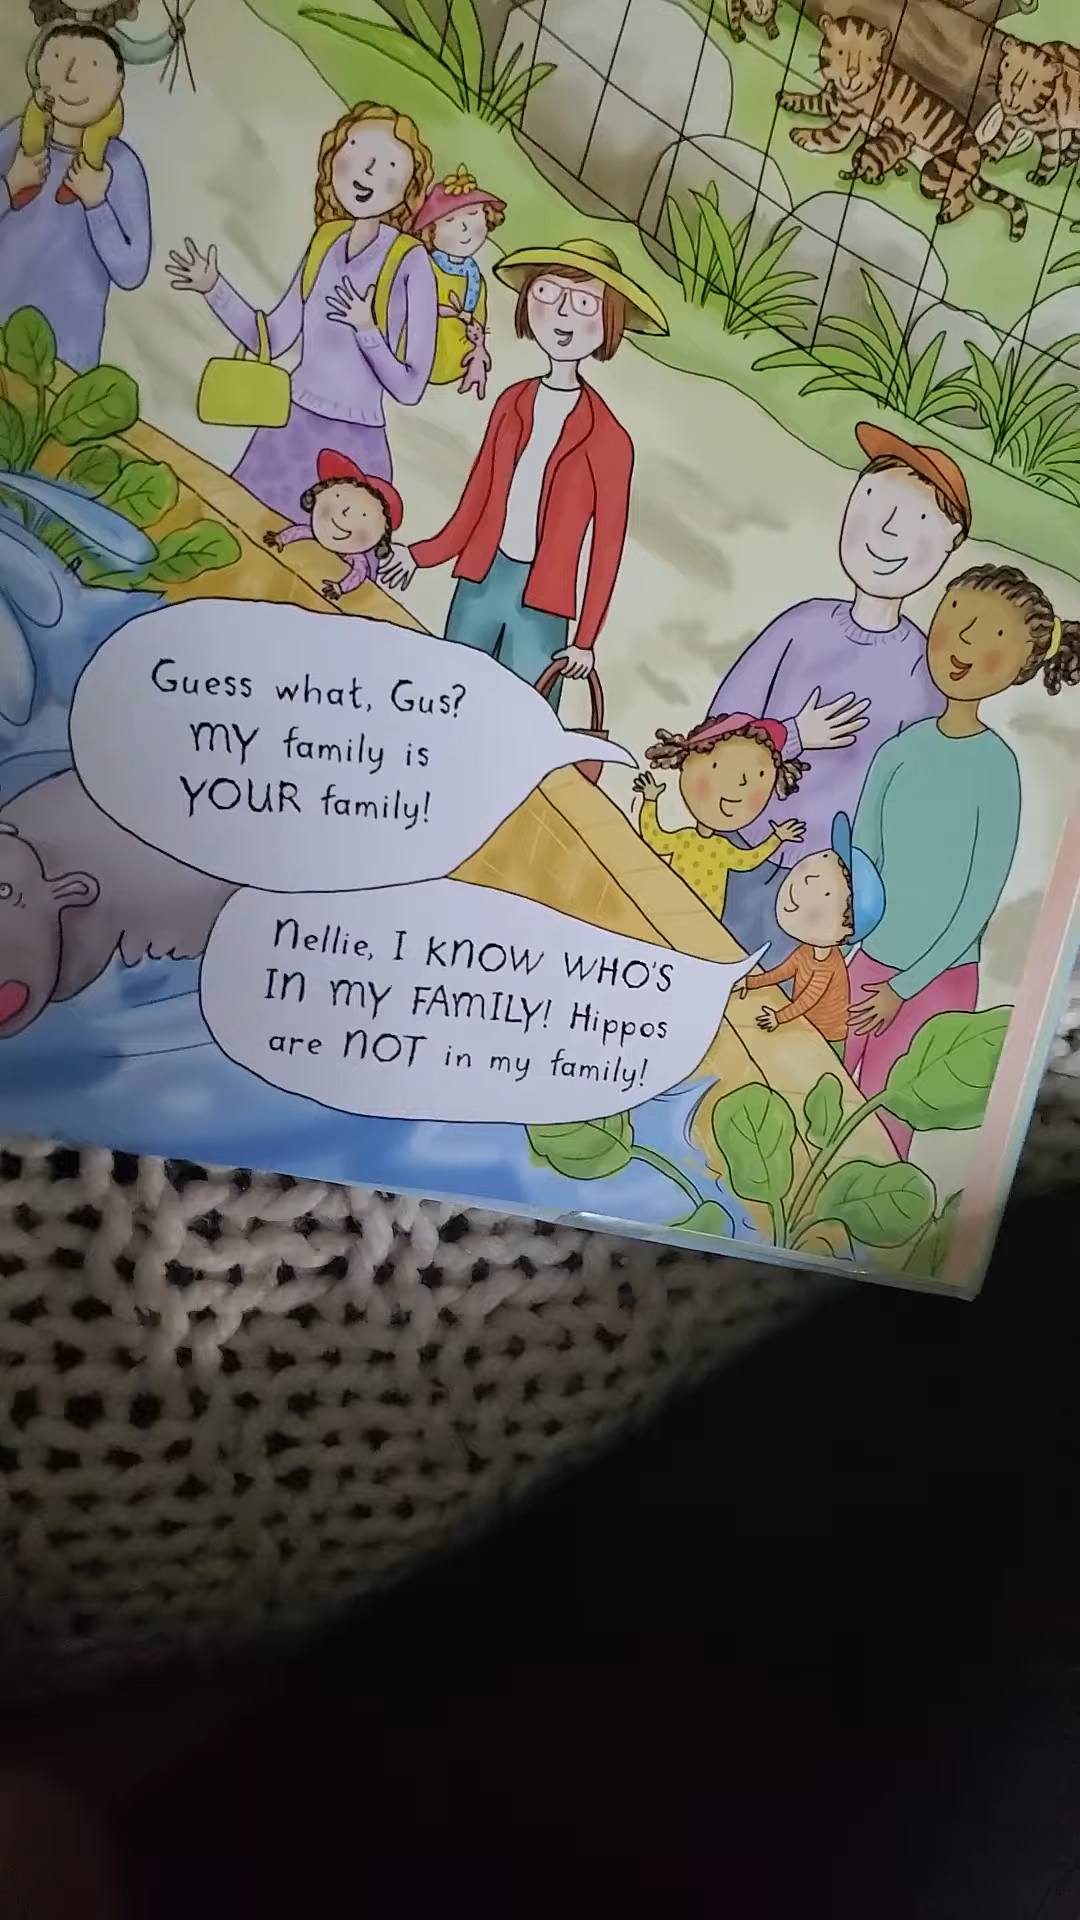 Guess what, Gus?
MY family is
YOUR family!
Nellie, I KNOW WHO'S
IN MY FAMILY! Hippos
are NOT in my family!